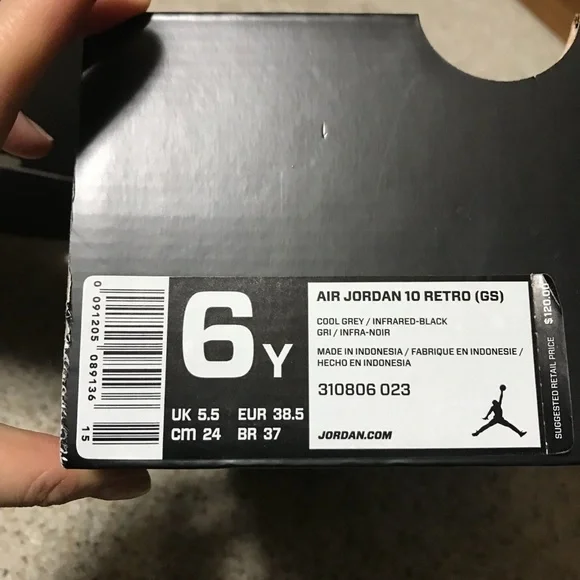 0 091205 089136 15
6Y
UK 5.5 EUR 38.5
CM 24 BR 37
AIR JORDAN 10 RETRO (GS)
COOL GREY / INFRARED-BLACK
GRI / INFRA-NOIR
MADE IN INDONESIA / FABRIQUE EN INDONESIE /
HECHO EN INDONESIA
310806 023
JORDAN.COM
SUGGESTED RETAIL PRICE $120.00